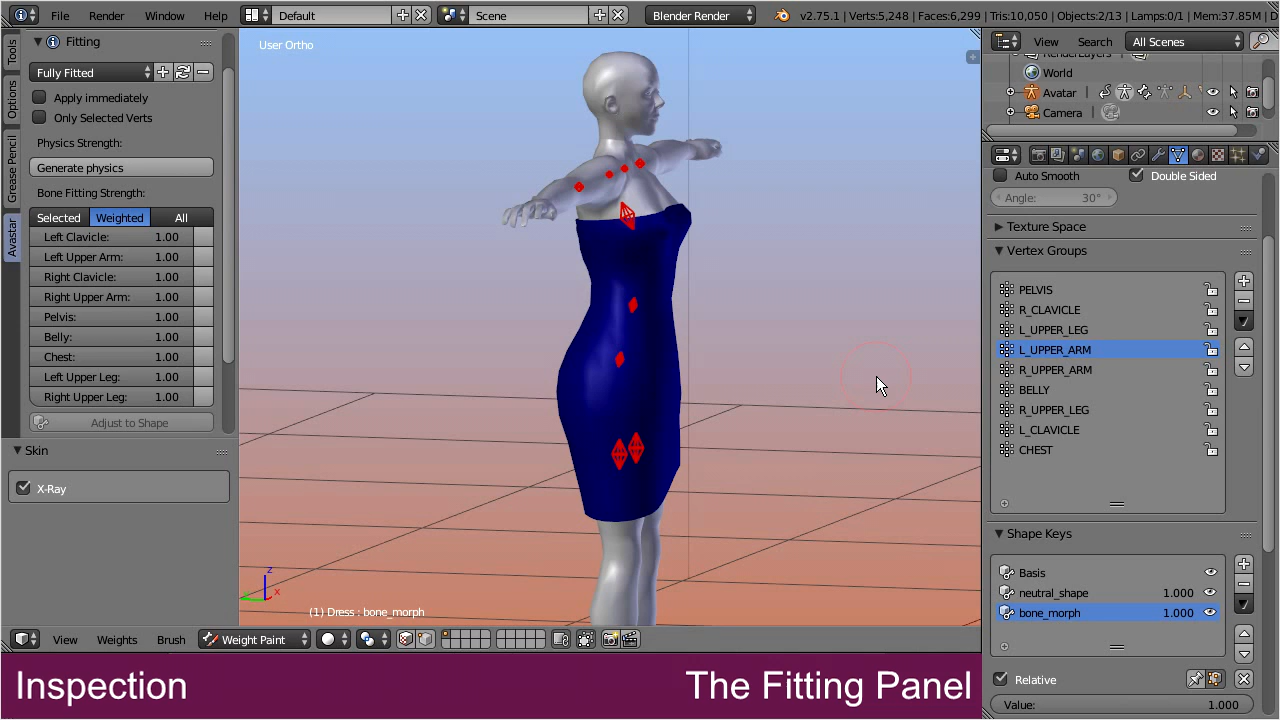 File Render Window Help Default Scene Blender Render v2.75.1 | Verts:5,248 | Faces:6,299 | Tris:10,050 | Objects:2/13 | Lamps:0/1 | Mem:37.85M | D
Tools
Options
Grease Pencil
Avastar
Fitting
Fully Fitted
Apply immediately
Only Selected Verts
Physics Strength:
Generate physics
Bone Fitting Strength:
Selected Weighted All
Left Clavicle: 1.00
Left Upper Arm: 1.00
Right Clavicle: 1.00
Right Upper Arm: 1.00
Pelvis: 1.00
Belly: 1.00
Chest: 1.00
Left Upper Leg: 1.00
Right Upper Leg: 1.00
Adjust to Shape
Skin
X-Ray
User Ortho
z
x
(1) Dress : bone_morph
View Weights Brush Weight Paint
View Search All Scenes
RenderLayers
World
Avatar
Camera
Auto Smooth Double Sided
Angle: 30°
Texture Space
Vertex Groups
PELVIS
R_CLAVICLE
L_UPPER_LEG
L_UPPER_ARM
R_UPPER_ARM
BELLY
R_UPPER_LEG
L_CLAVICLE
CHEST
Shape Keys
Basis
neutral_shape 1.000
bone_morph 1.000
Relative
Value: 1.000
Inspection The Fitting Panel